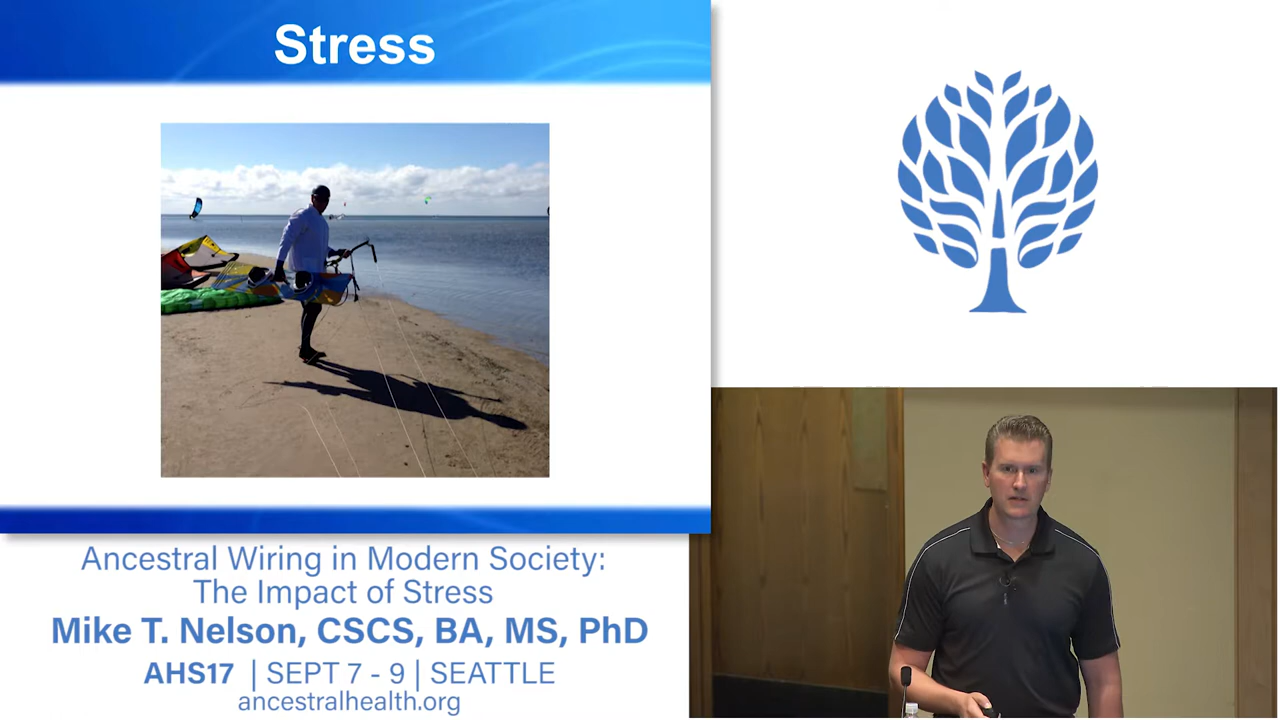 Stress
Ancestral Wiring in Modern Society:
The Impact of Stress
Mike T. Nelson, CSCS, BA, MS, PhD
AHS17 | SEPT 7 - 9 | SEATTLE
ancestralhealth.org